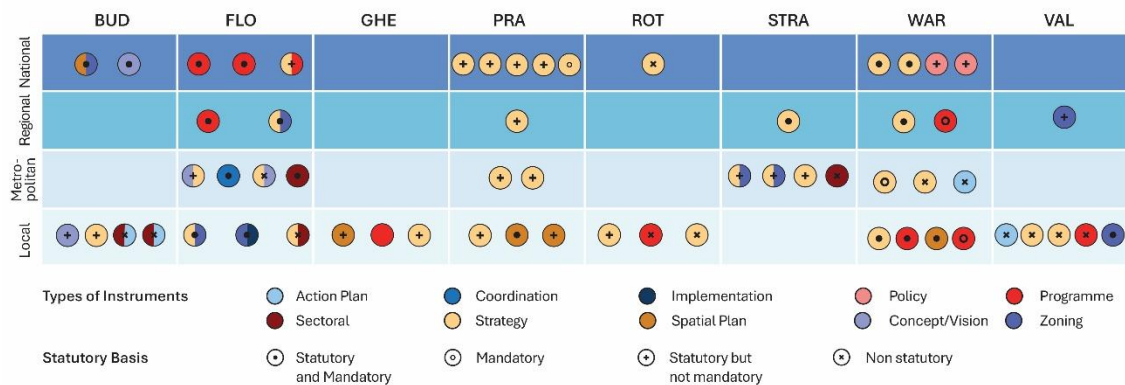 BUD FLO GHE PRA ROT STRA WAR VAL
National
Regional
Metro-
politan
Local
Types of Instruments
Action Plan Coordination Implementation Policy Programme
Sectoral Strategy Spatial Plan Concept/Vision Zoning
Statutory Basis
Statutory and Mandatory
Mandatory
Statutory but not mandatory
Non statutory